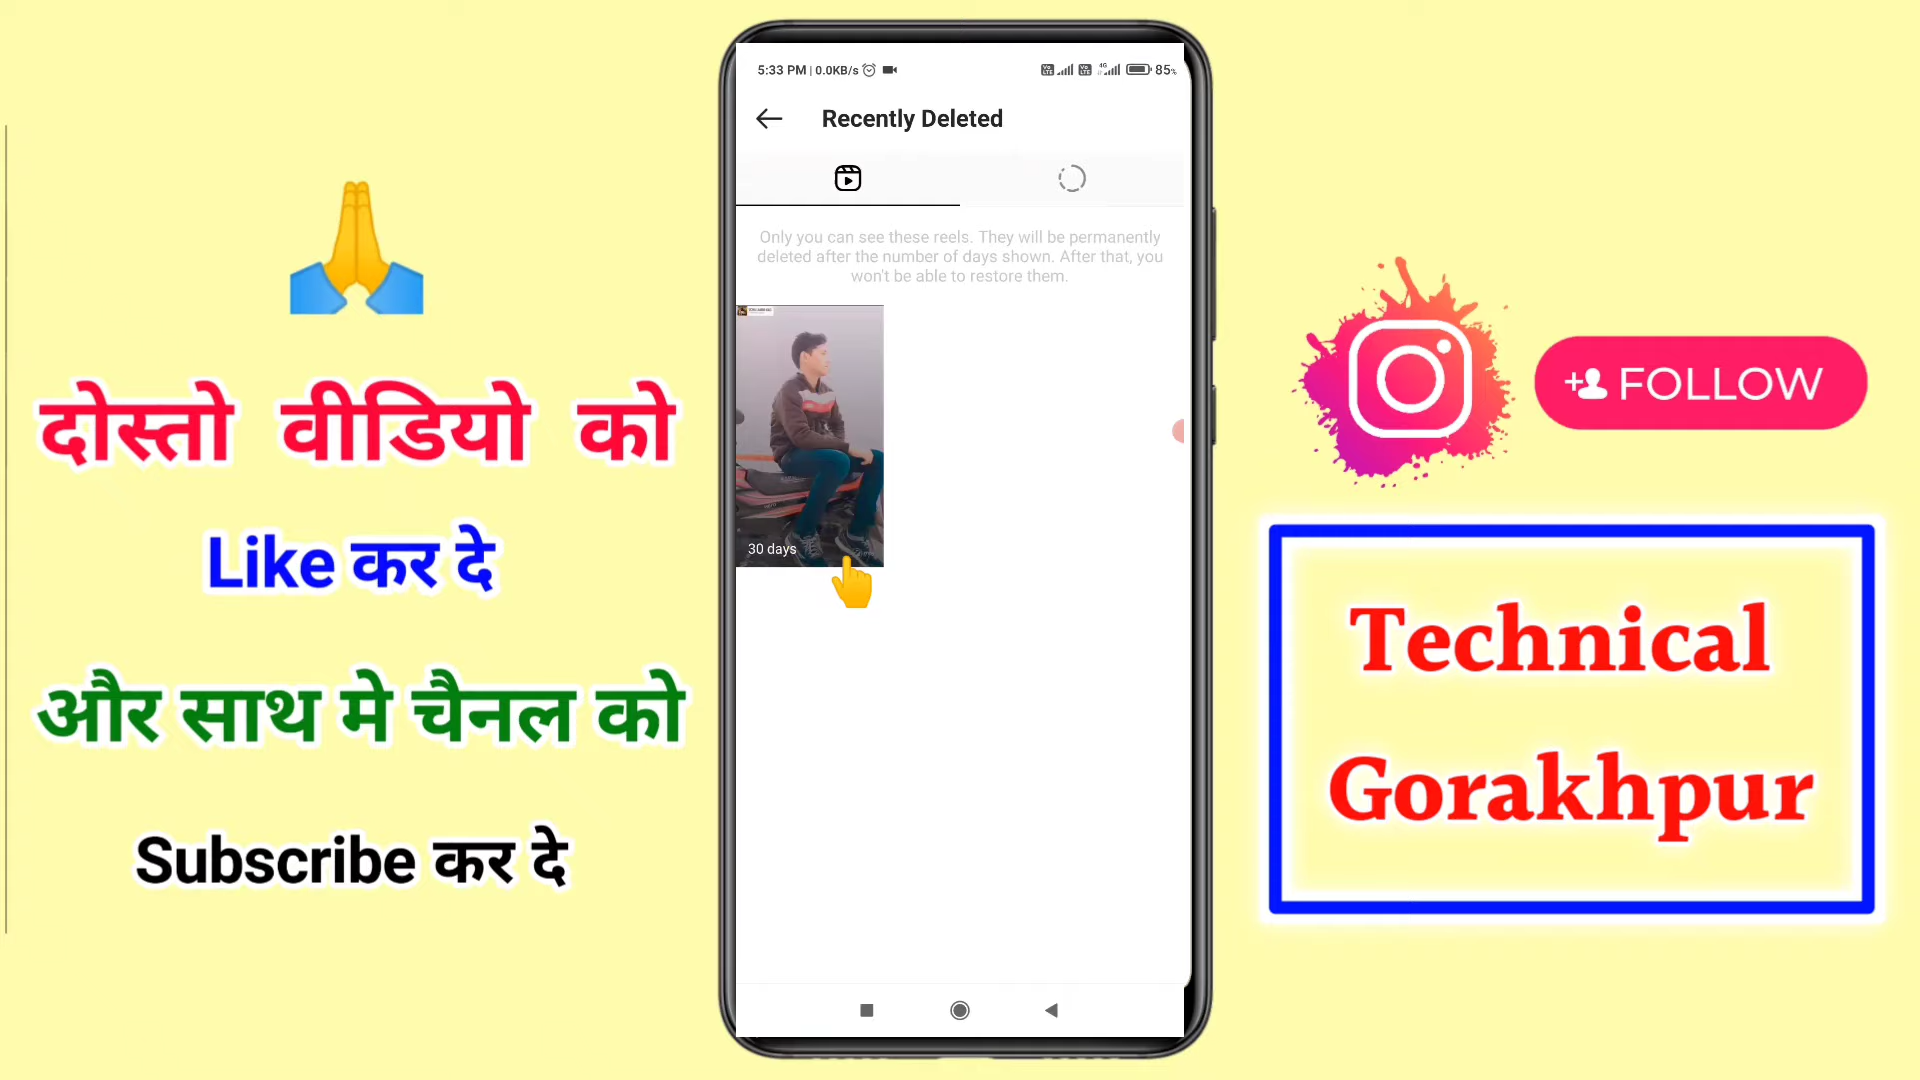 दोस्तो वीडियो को
Like कर दे
और साथ मे चैनल को
Subscribe कर दे
5:33 PM | 0.0KB/s
4G
85%
Recently Deleted
Only you can see these reels. They will be permanently
deleted after the number of days shown. After that, you
won't be able to restore them.
30 days
FOLLOW
Technical
Gorakhpur